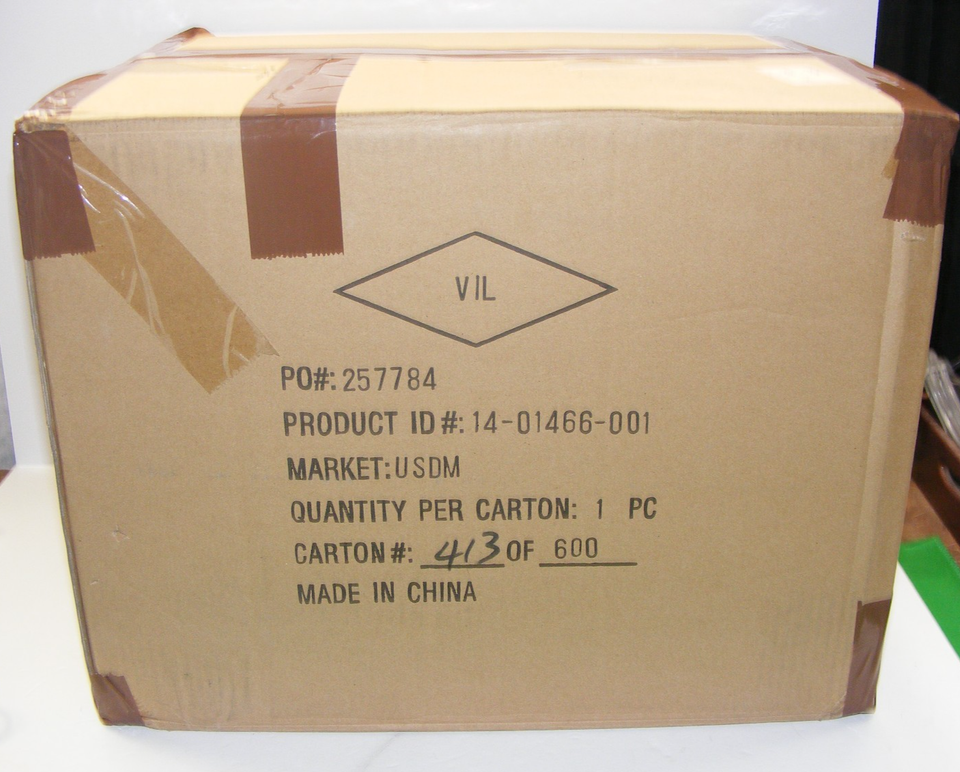 VIL
PO#: 257784
PRODUCT ID#: 14-01466-001
MARKET: USDM
QUANTITY PER CARTON: 1 PC
CARTON#: 413 OF 600
MADE IN CHINA